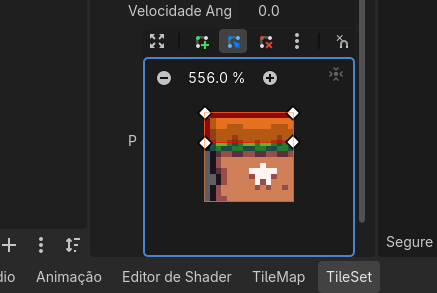 Velocidade Ang 0.0
556.0 %
P
Segure
dio Animação Editor de Shader TileMap TileSet